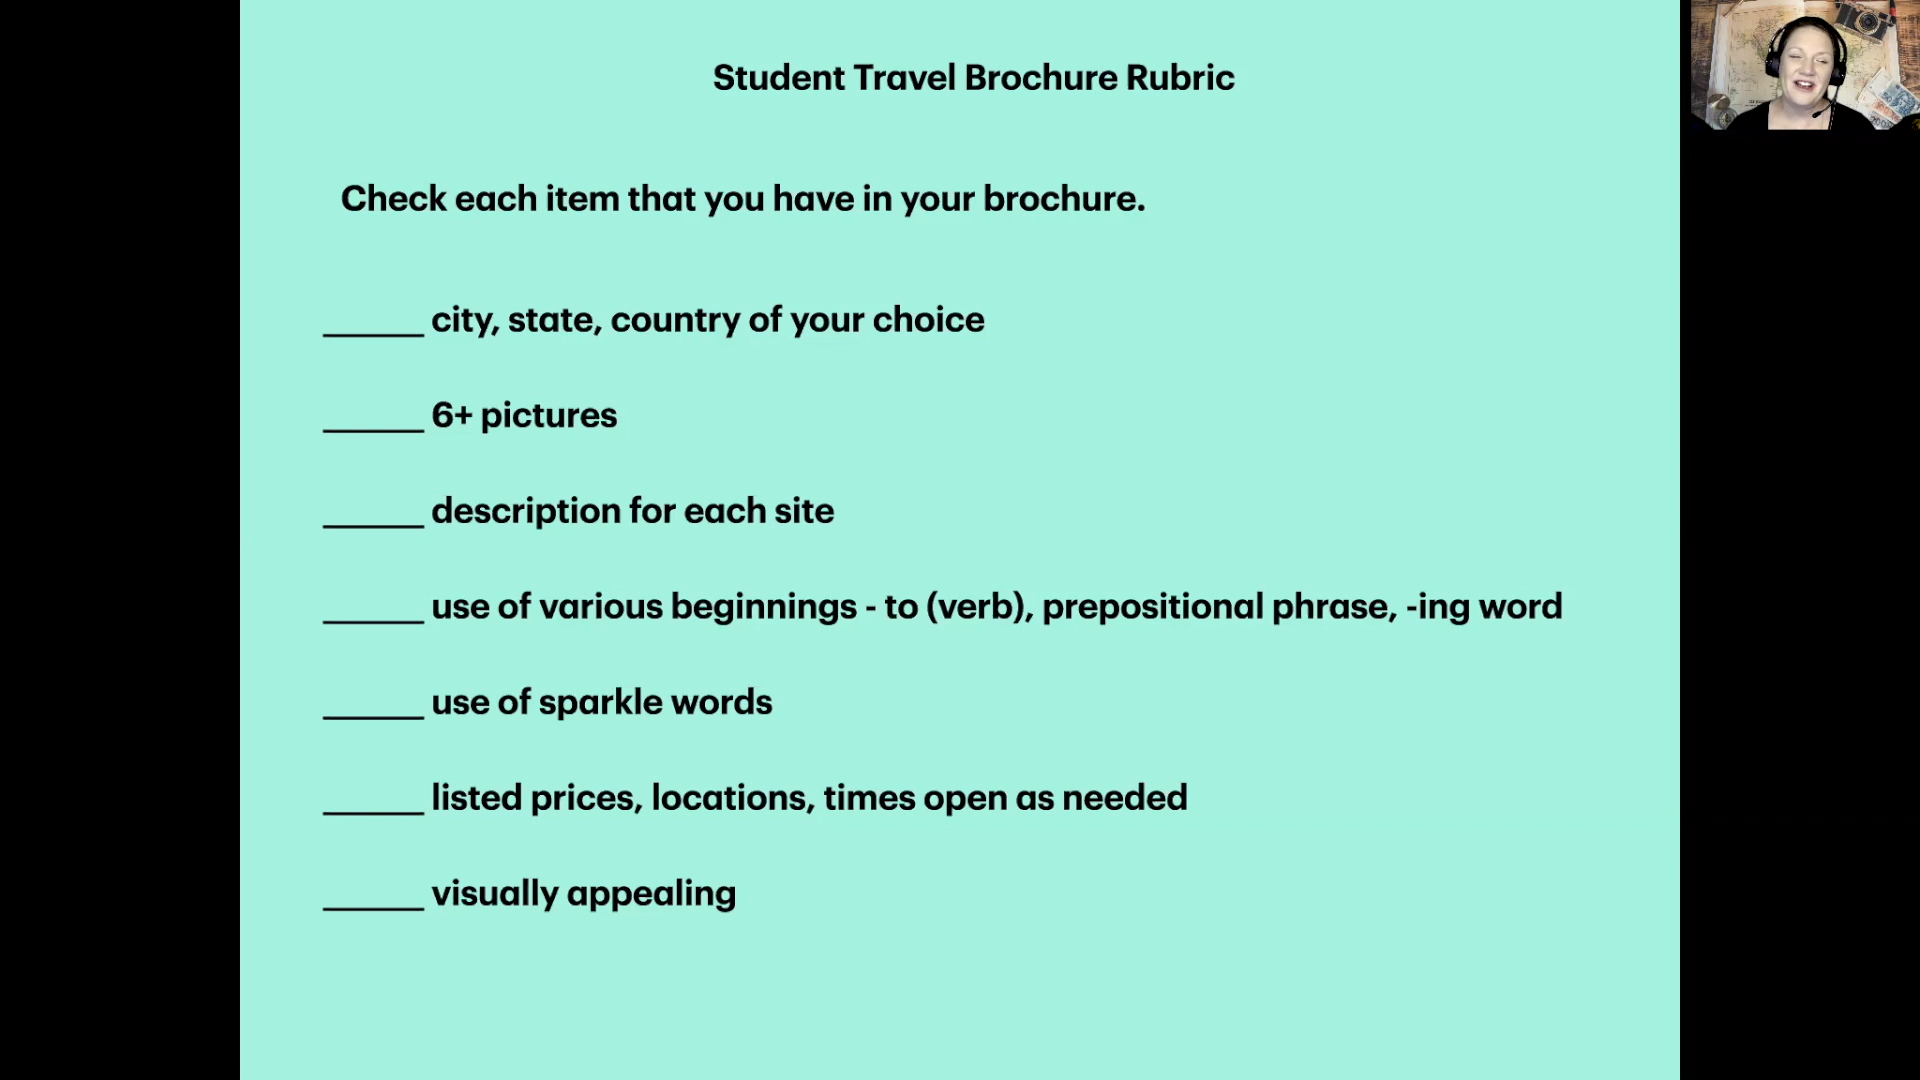 Student Travel Brochure Rubric
Check each item that you have in your brochure.
______ city, state, country of your choice
______ 6+ pictures
______ description for each site
______ use of various beginnings - to (verb), prepositional phrase, -ing word
______ use of sparkle words
______ listed prices, locations, times open as needed
______ visually appealing